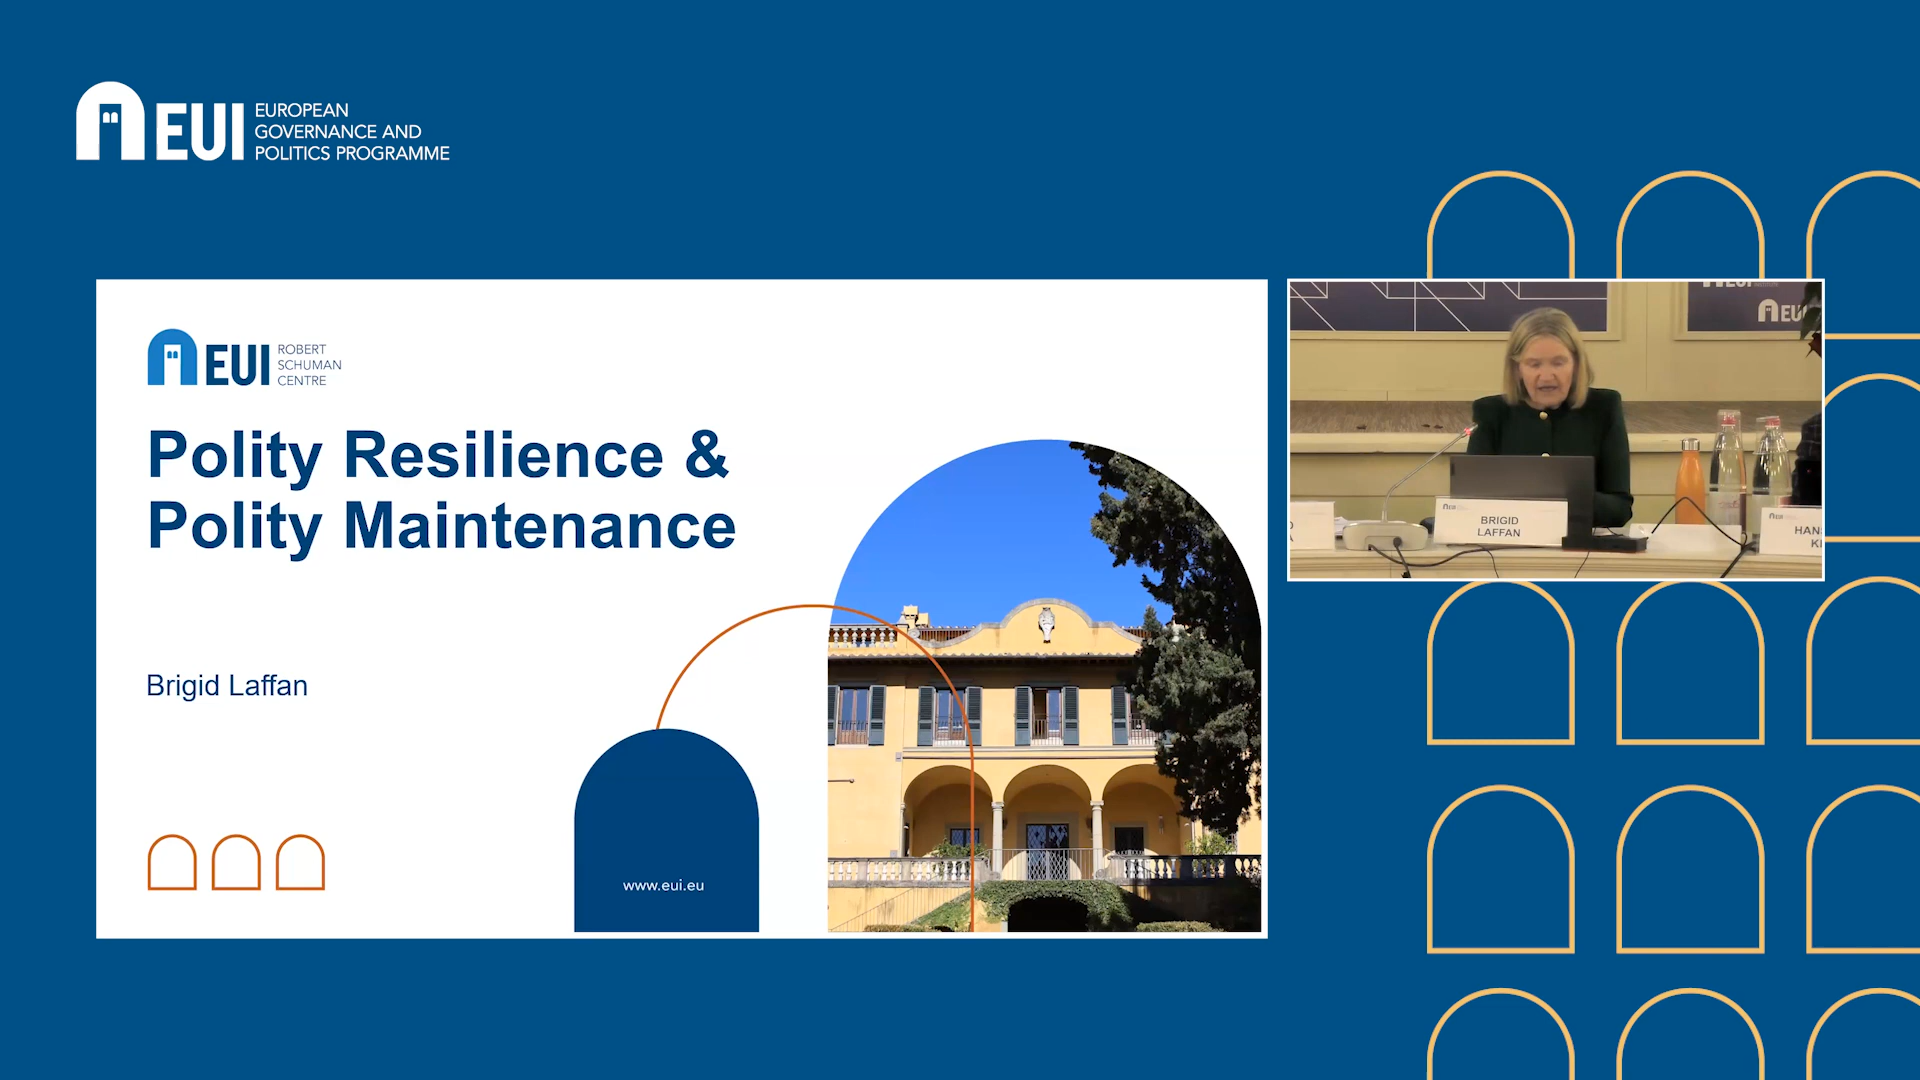 EUI
EUROPEAN
GOVERNANCE AND
POLITICS PROGRAMME
EUI
ROBERT
SCHUMAN
CENTRE
Polity Resilience &
Polity Maintenance
Brigid Laffan
www.eui.eu
BRIGID
LAFFAN